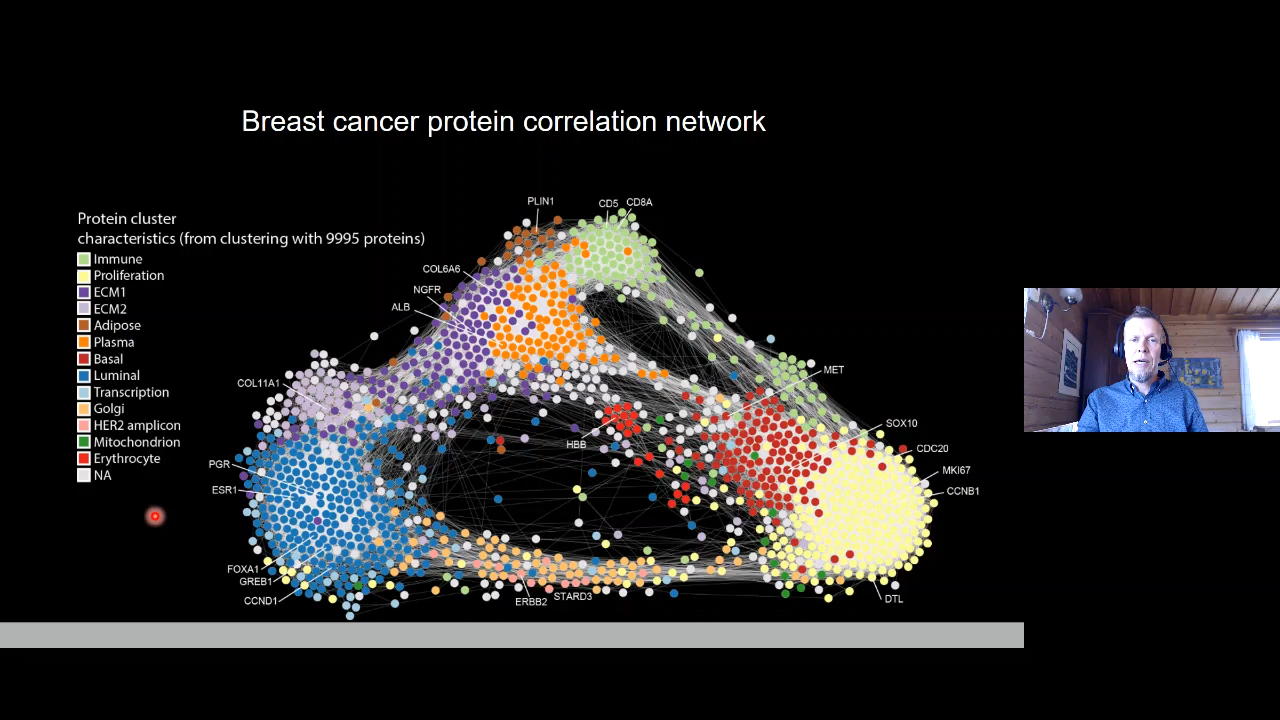 Breast cancer protein correlation network
Protein cluster
characteristics (from clustering with 9995 proteins)
Immune
Proliferation
ECM1
ECM2
Adipose
Plasma
Basal
Luminal
Transcription
Golgi
HER2 amplicon
Mitochondrion
Erythrocyte
NA
PLIN1
CD5
CD8A
COL6A6
NGFR
ALB
COL11A1
MET
SOX10
HBB
CDC20
PGR
MKI67
ESR1
CCNB1
FOXA1
GREB1
CCND1
ERBB2
STARD3
DTL